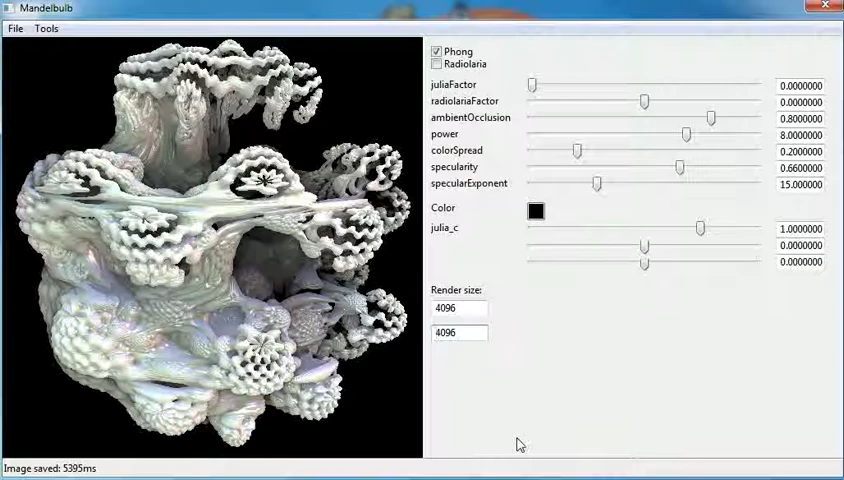 Mandelbulb
File Tools
Phong
Radiolaria
juliaFactor 0.0000000
radiolariaFactor 0.0000000
ambientOcclusion 0.8000000
power 8.0000000
colorSpread 0.2000000
specularity 0.6600000
specularExponent 15.000000
Color
julia_c 1.0000000
0.0000000
0.0000000
Render size:
4096
4096
Image saved: 5395ms